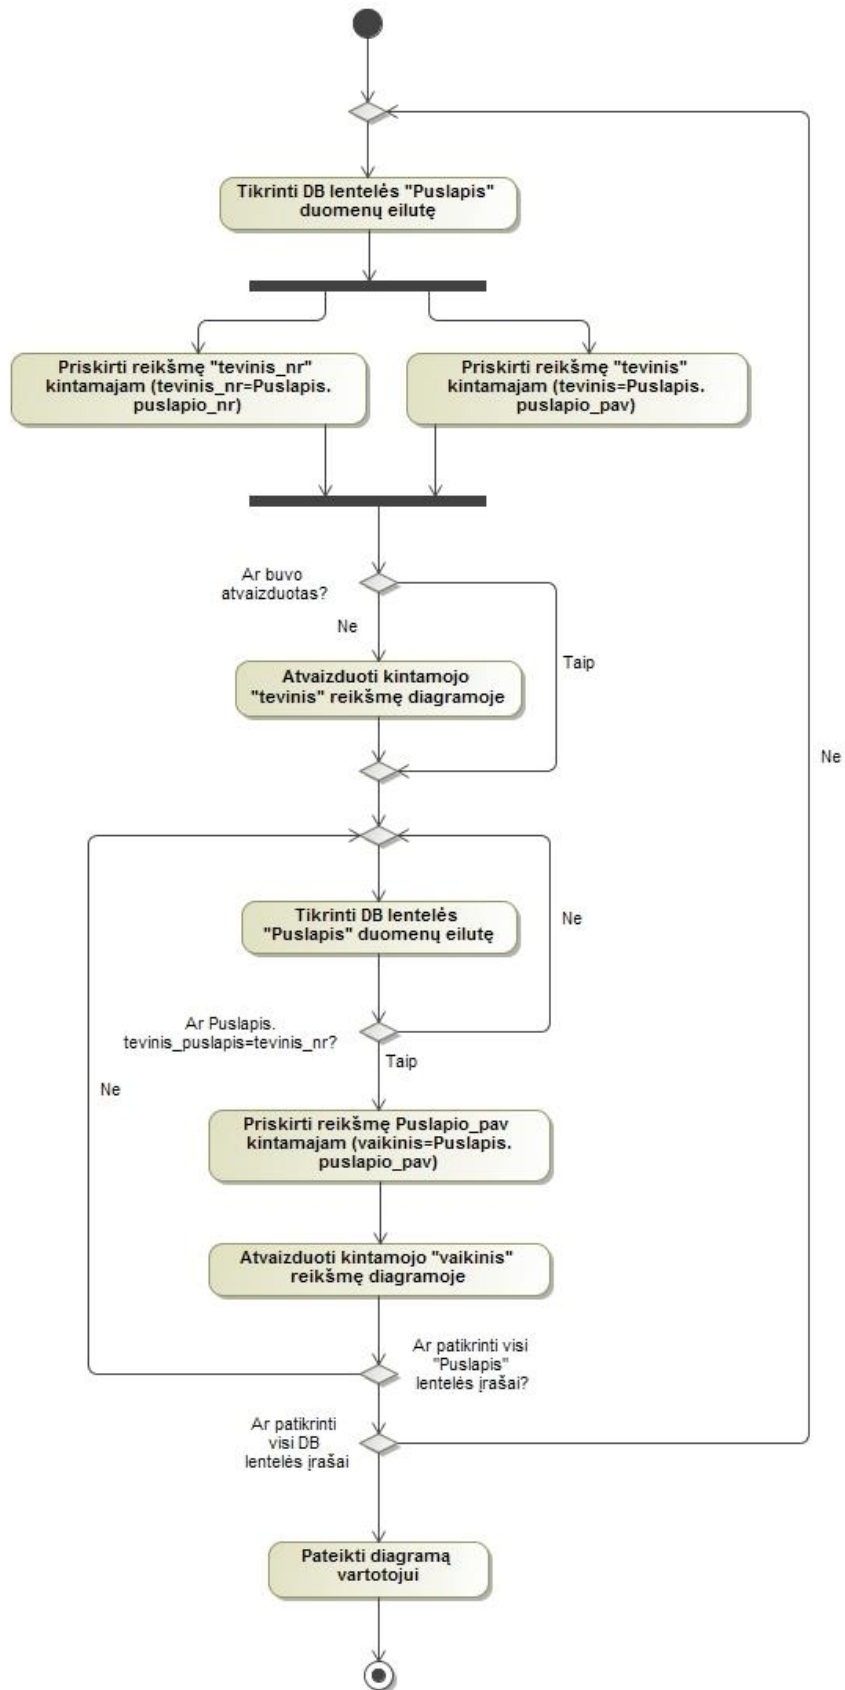 Tikrinti DB lentelės "Puslapis"
duomenų eilutę
Priskirti reikšmę "tevinis_nr"
kintamajam (tevinis_nr=Puslapis.
puslapio_nr)
Priskirti reikšmę "tevinis"
kintamajam (tevinis=Puslapis.
puslapio_pav)
Ar buvo
atvaizduotas?
Ne
Taip
Atvaizduoti kintamojo
"tevinis" reikšmę diagramoje
Ne
Tikrinti DB lentelės
"Puslapis" duomenų eilutę
Ne
Ar Puslapis.
tevinis_puslapis=tevinis_nr?
Taip
Ne
Priskirti reikšmę Puslapio_pav
kintamajam (vaikinis=Puslapis.
puslapio_pav)
Atvaizduoti kintamojo "vaikinis"
reikšmę diagramoje
Ar patikrinti visi
"Puslapis"
lentelės įrašai?
Ar patikrinti
visi DB
lentelės įrašai
Pateikti diagramą
vartotojui